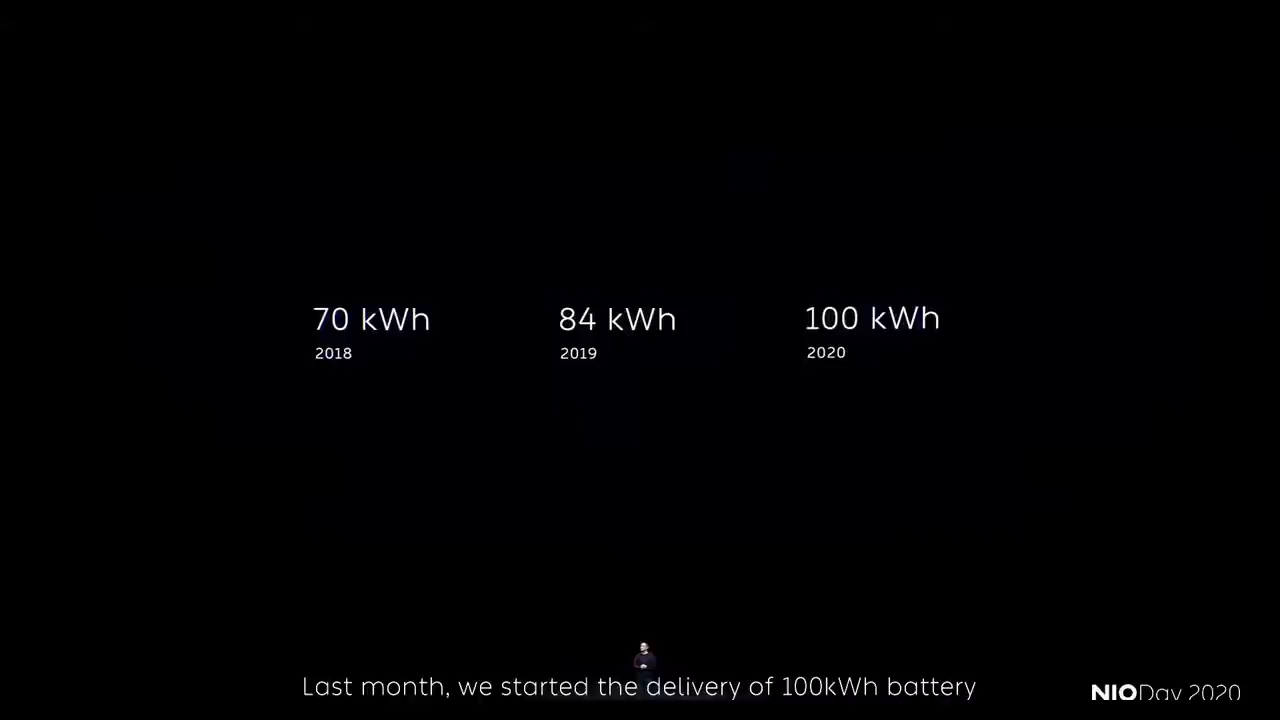 70 kWh 84 kWh 100 kWh
2018 2019 2020
Last month, we started the delivery of 100kWh battery
NIODay 2020